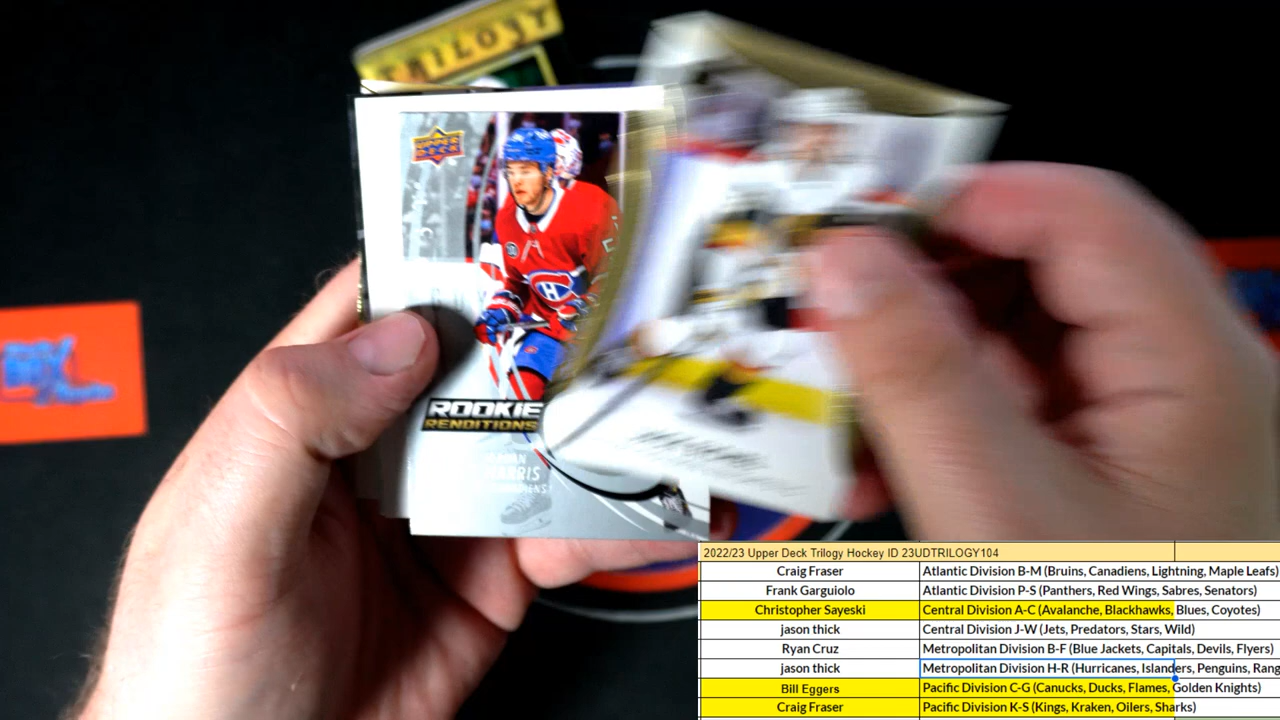 TRILOGY
UPPER
DECK
ROOKIE
RENDITIONS
HARRIS
2022/23 Upper Deck Trilogy Hockey ID 23UDTRILOGY104
Craig Fraser Atlantic Division B-M (Bruins, Canadiens, Lightning, Maple Leafs)
Frank Garguiolo Atlantic Division P-S (Panthers, Red Wings, Sabres, Senators)
Christopher Sayeski Central Division A-C (Avalanche, Blackhawks, Blues, Coyotes)
jason thick Central Division J-W (Jets, Predators, Stars, Wild)
Ryan Cruz Metropolitan Division B-F (Blue Jackets, Capitals, Devils, Flyers)
jason thick Metropolitan Division H-R (Hurricanes, Islanders, Penguins, Rang
Bill Eggers Pacific Division C-G (Canucks, Ducks, Flames, Golden Knights)
Craig Fraser Pacific Division K-S (Kings, Kraken, Oilers, Sharks)